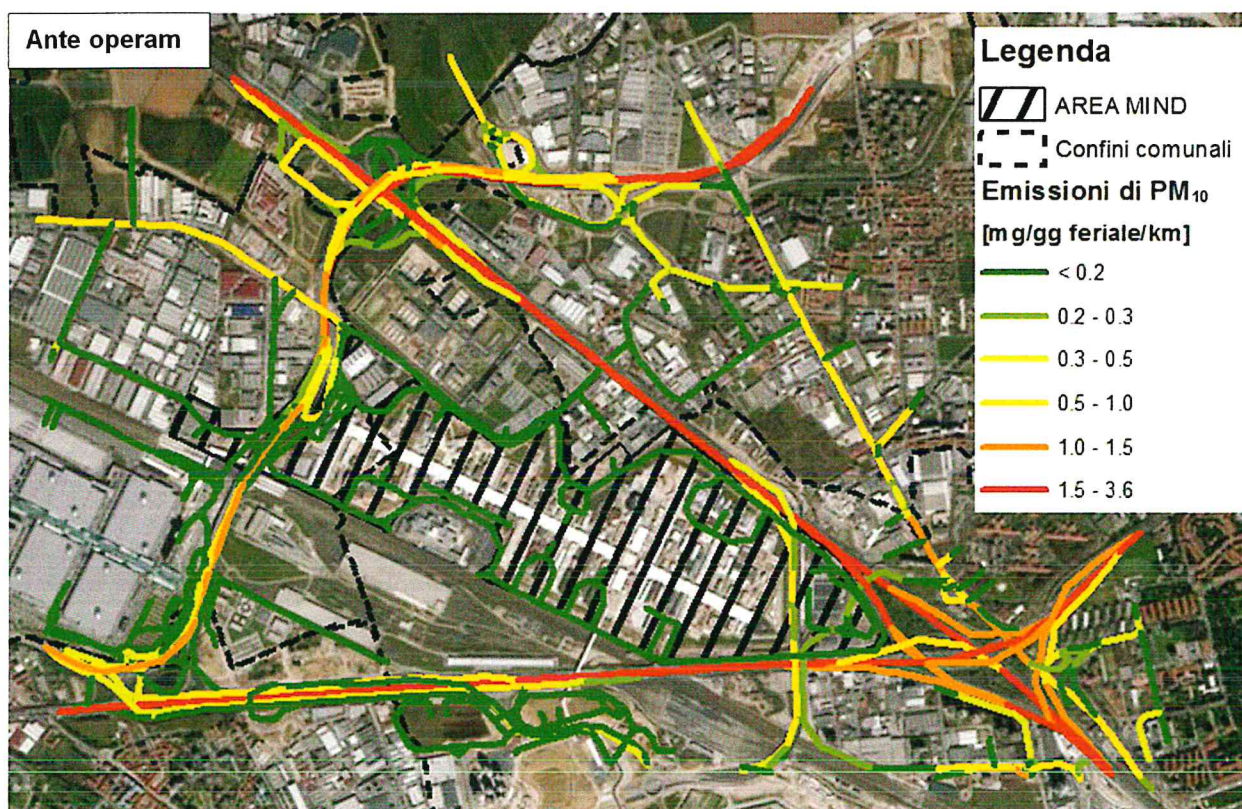 Ante operam
Legenda
AREA MIND
Confini comunali
Emissioni di PM₁₀
[mg/gg feriale/km]
< 0.2
0.2 - 0.3
0.3 - 0.5
0.5 - 1.0
1.0 - 1.5
1.5 - 3.6